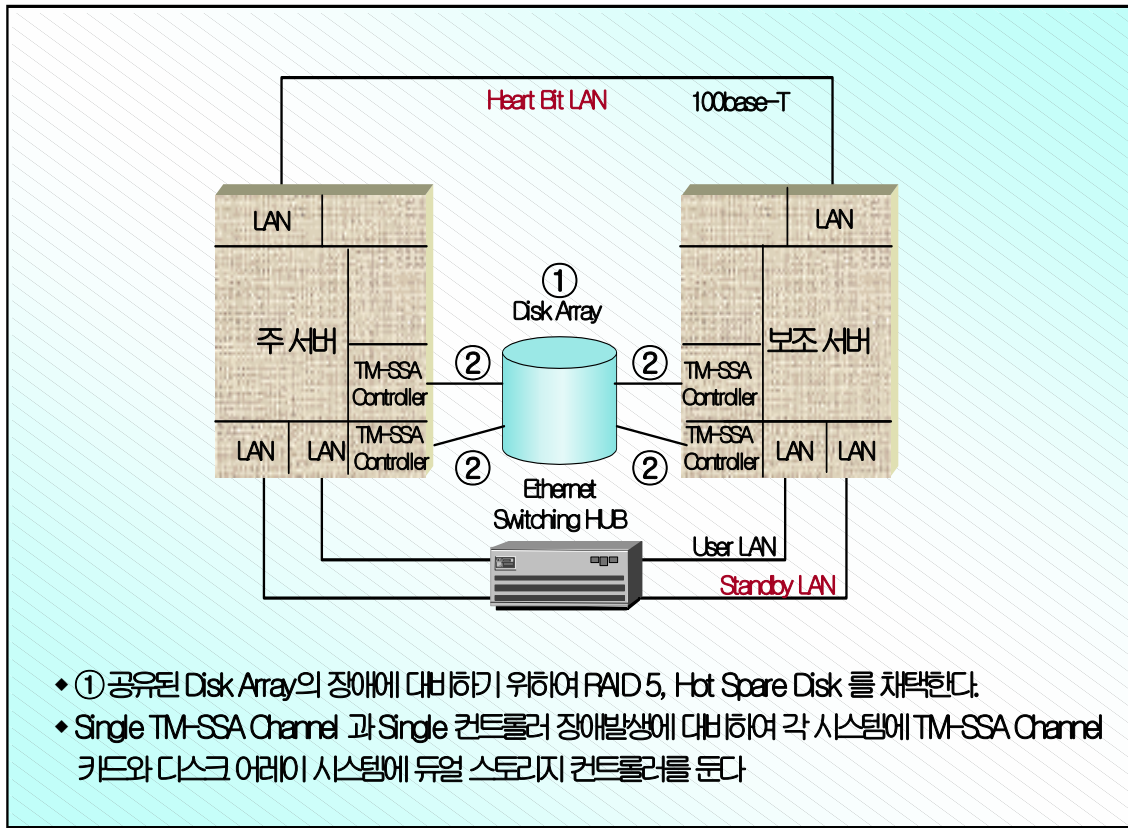 Heart Bit LAN
100base-T
LAN
LAN
①
Disk Array
주 서버
보조 서버
②
②
TM-SSA
Controller
TM-SSA
Controller
LAN
LAN
TM-SSA
Controller
②
②
TM-SSA
Controller
LAN
LAN
Ethernet
Switching HUB
User LAN
Standby LAN
◆ ① 공유된 Disk Array의 장애에 대비하기 위하여 RAID 5, Hot Spare Disk 를 채택한다.
◆ Single TM-SSA Channel 과 Single 컨트롤러 장애발생에 대비하여 각 시스템에 TM-SSA Channel
카드와 디스크 어레이 시스템에 듀얼 스토리지 컨트롤러를 둔다